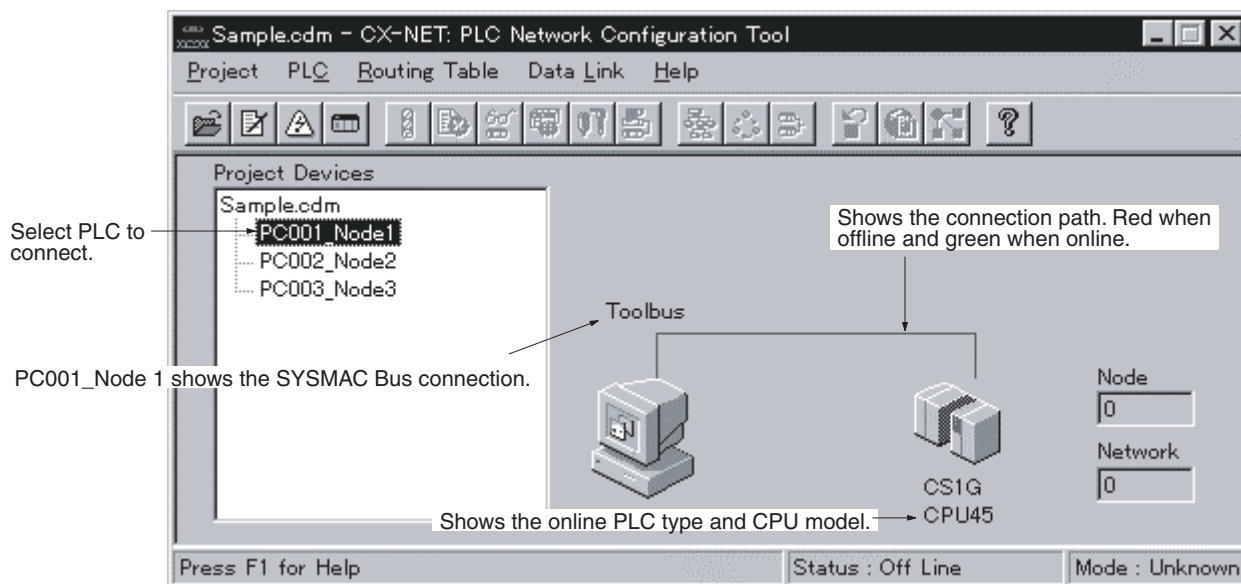 Sample.cdm - CX-NET: PLC Network Configuration Tool
Project PLC Routing Table Data Link Help
Project Devices
Sample.cdm
PC001_Node1
PC002_Node2
PC003_Node3
Select PLC to
connect.
Shows the connection path. Red when
offline and green when online.
Toolbus
PC001_Node 1 shows the SYSMAC Bus connection.
Node
0
Network
0
CS1G
CPU45
Shows the online PLC type and CPU model.
Press F1 for Help
Status : Off Line
Mode : Unknown